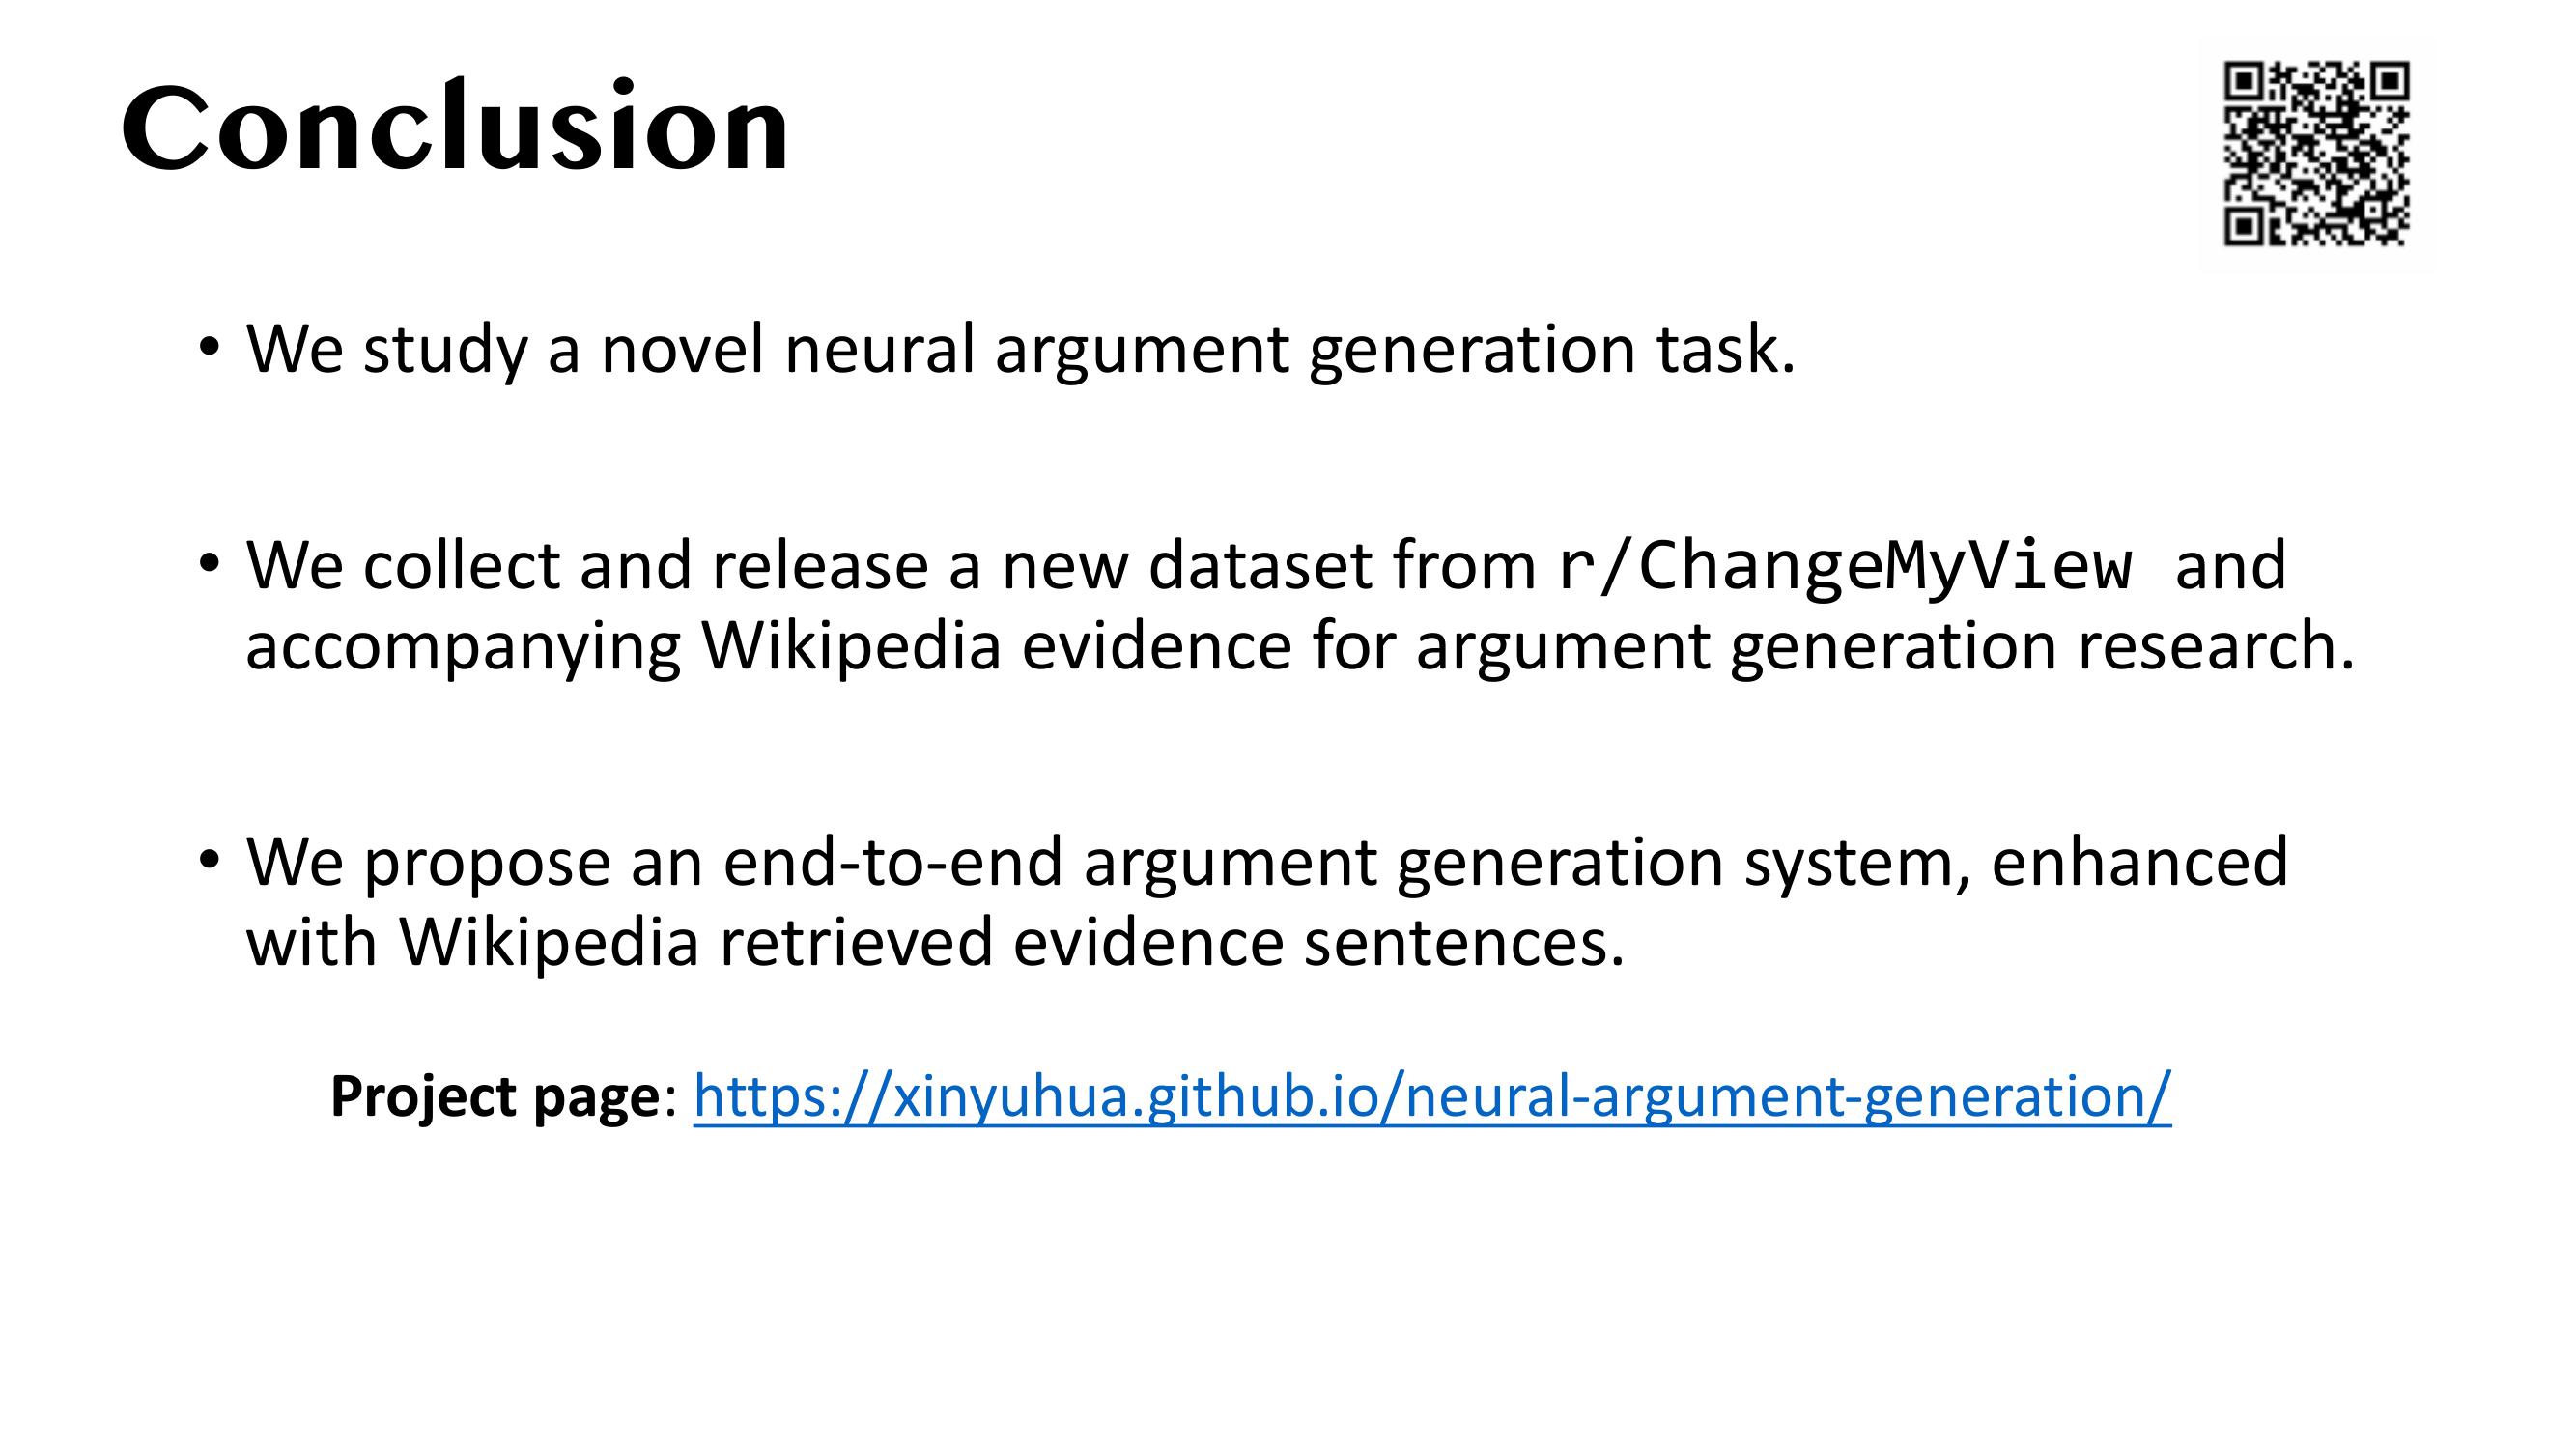 Conclusion
• We study a novel neural argument generation task.
• We collect and release a new dataset from r/ChangeMyView and
accompanying Wikipedia evidence for argument generation research.
• We propose an end-to-end argument generation system, enhanced
with Wikipedia retrieved evidence sentences.
Project page: https://xinyuhua.github.io/neural-argument-generation/